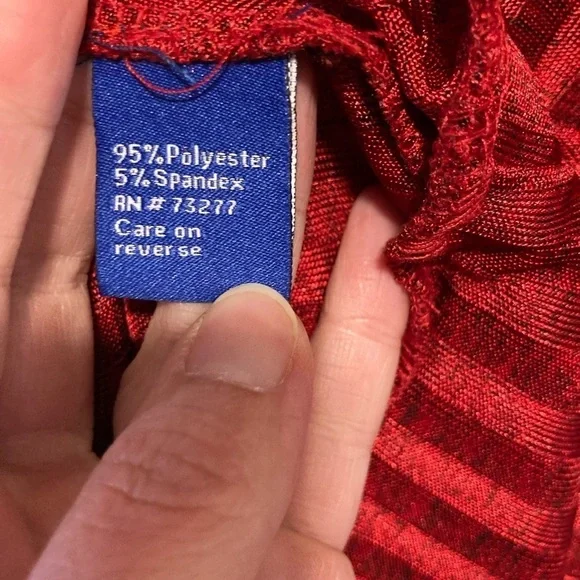 95%Polyester
5%Spandex
RN# 73277
Care on
reverse